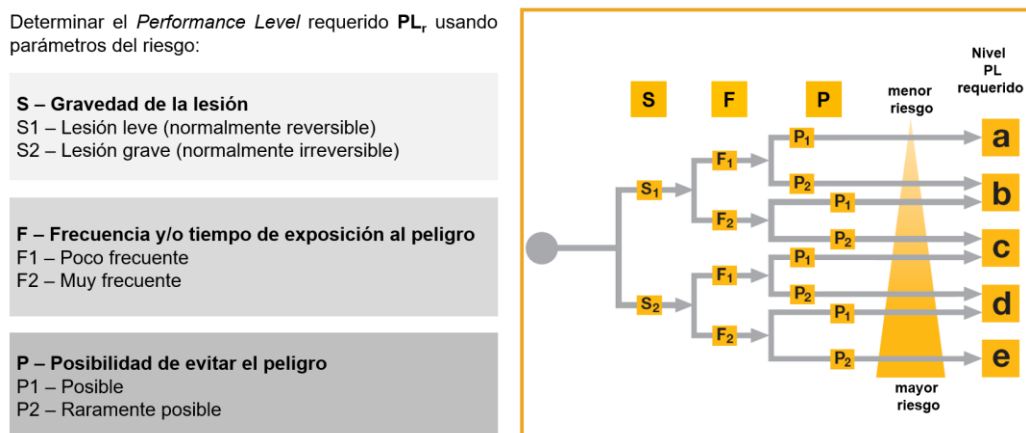 Determinar el Performance Level requerido PLr usando
parámetros del riesgo:
S – Gravedad de la lesión
S1 – Lesión leve (normalmente reversible)
S2 – Lesión grave (normalmente irreversible)
F – Frecuencia y/o tiempo de exposición al peligro
F1 – Poco frecuente
F2 – Muy frecuente
P – Posibilidad de evitar el peligro
P1 – Posible
P2 – Raramente posible
Nivel
PL
requerido
S
F
P
menor
riesgo
P1
a
F1
P2
b
S1
P1
F2
P2
c
P1
F1
P2
d
S2
P1
F2
P2
e
mayor
riesgo